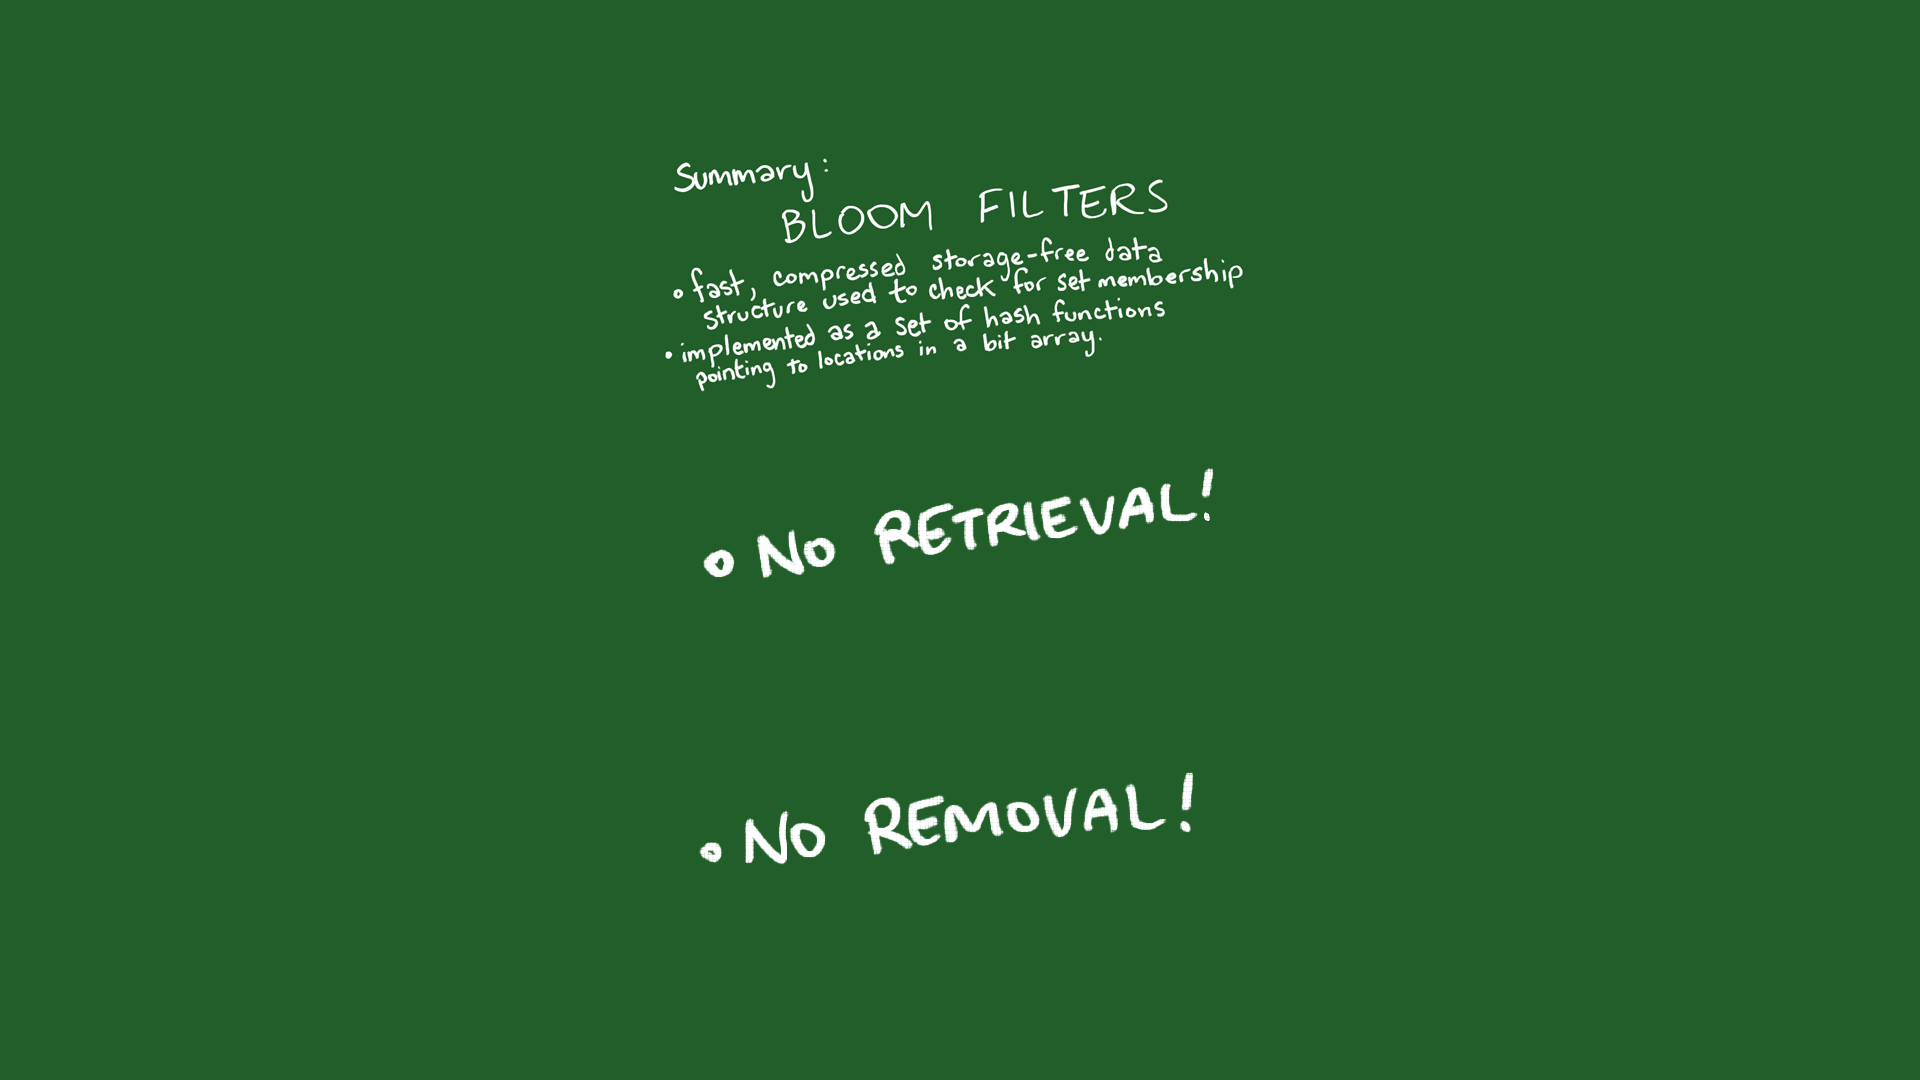 Summary:
BLOOM FILTERS
• fast, compressed storage-free data
structure used to check for set membership
• implemented as a set of hash functions
pointing to locations in a bit array.
• NO RETRIEVAL!
• NO REMOVAL!